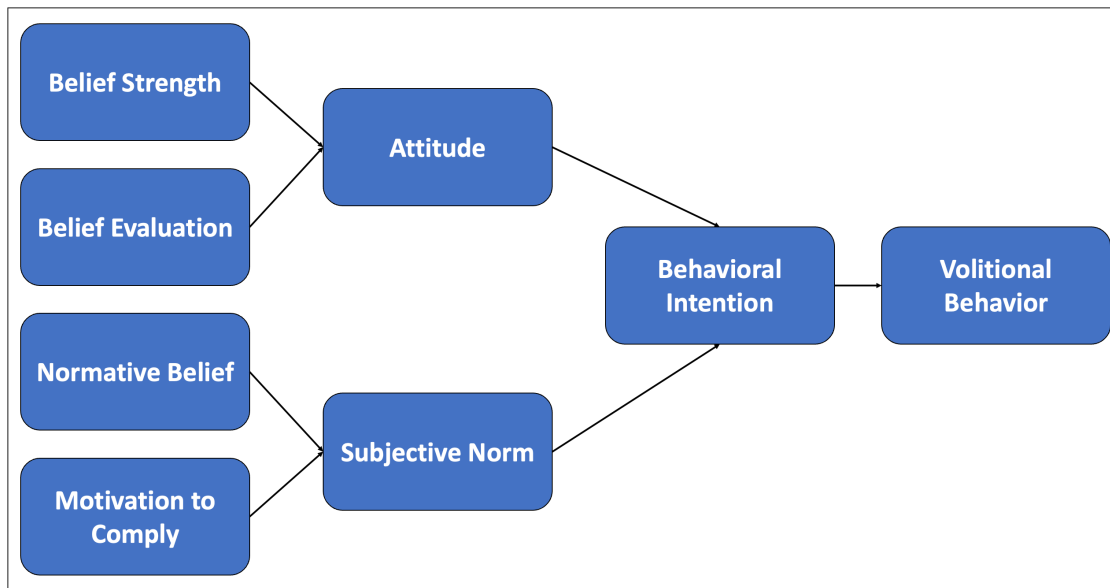 Belief Strength
Belief Evaluation
Normative Belief
Motivation to
Comply
Attitude
Subjective Norm
Behavioral
Intention
Volitional
Behavior